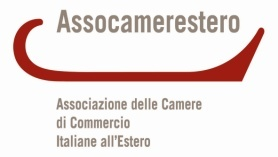 Assocamerestero
Associazione delle Camere
di Commercio
Italiane all'Estero